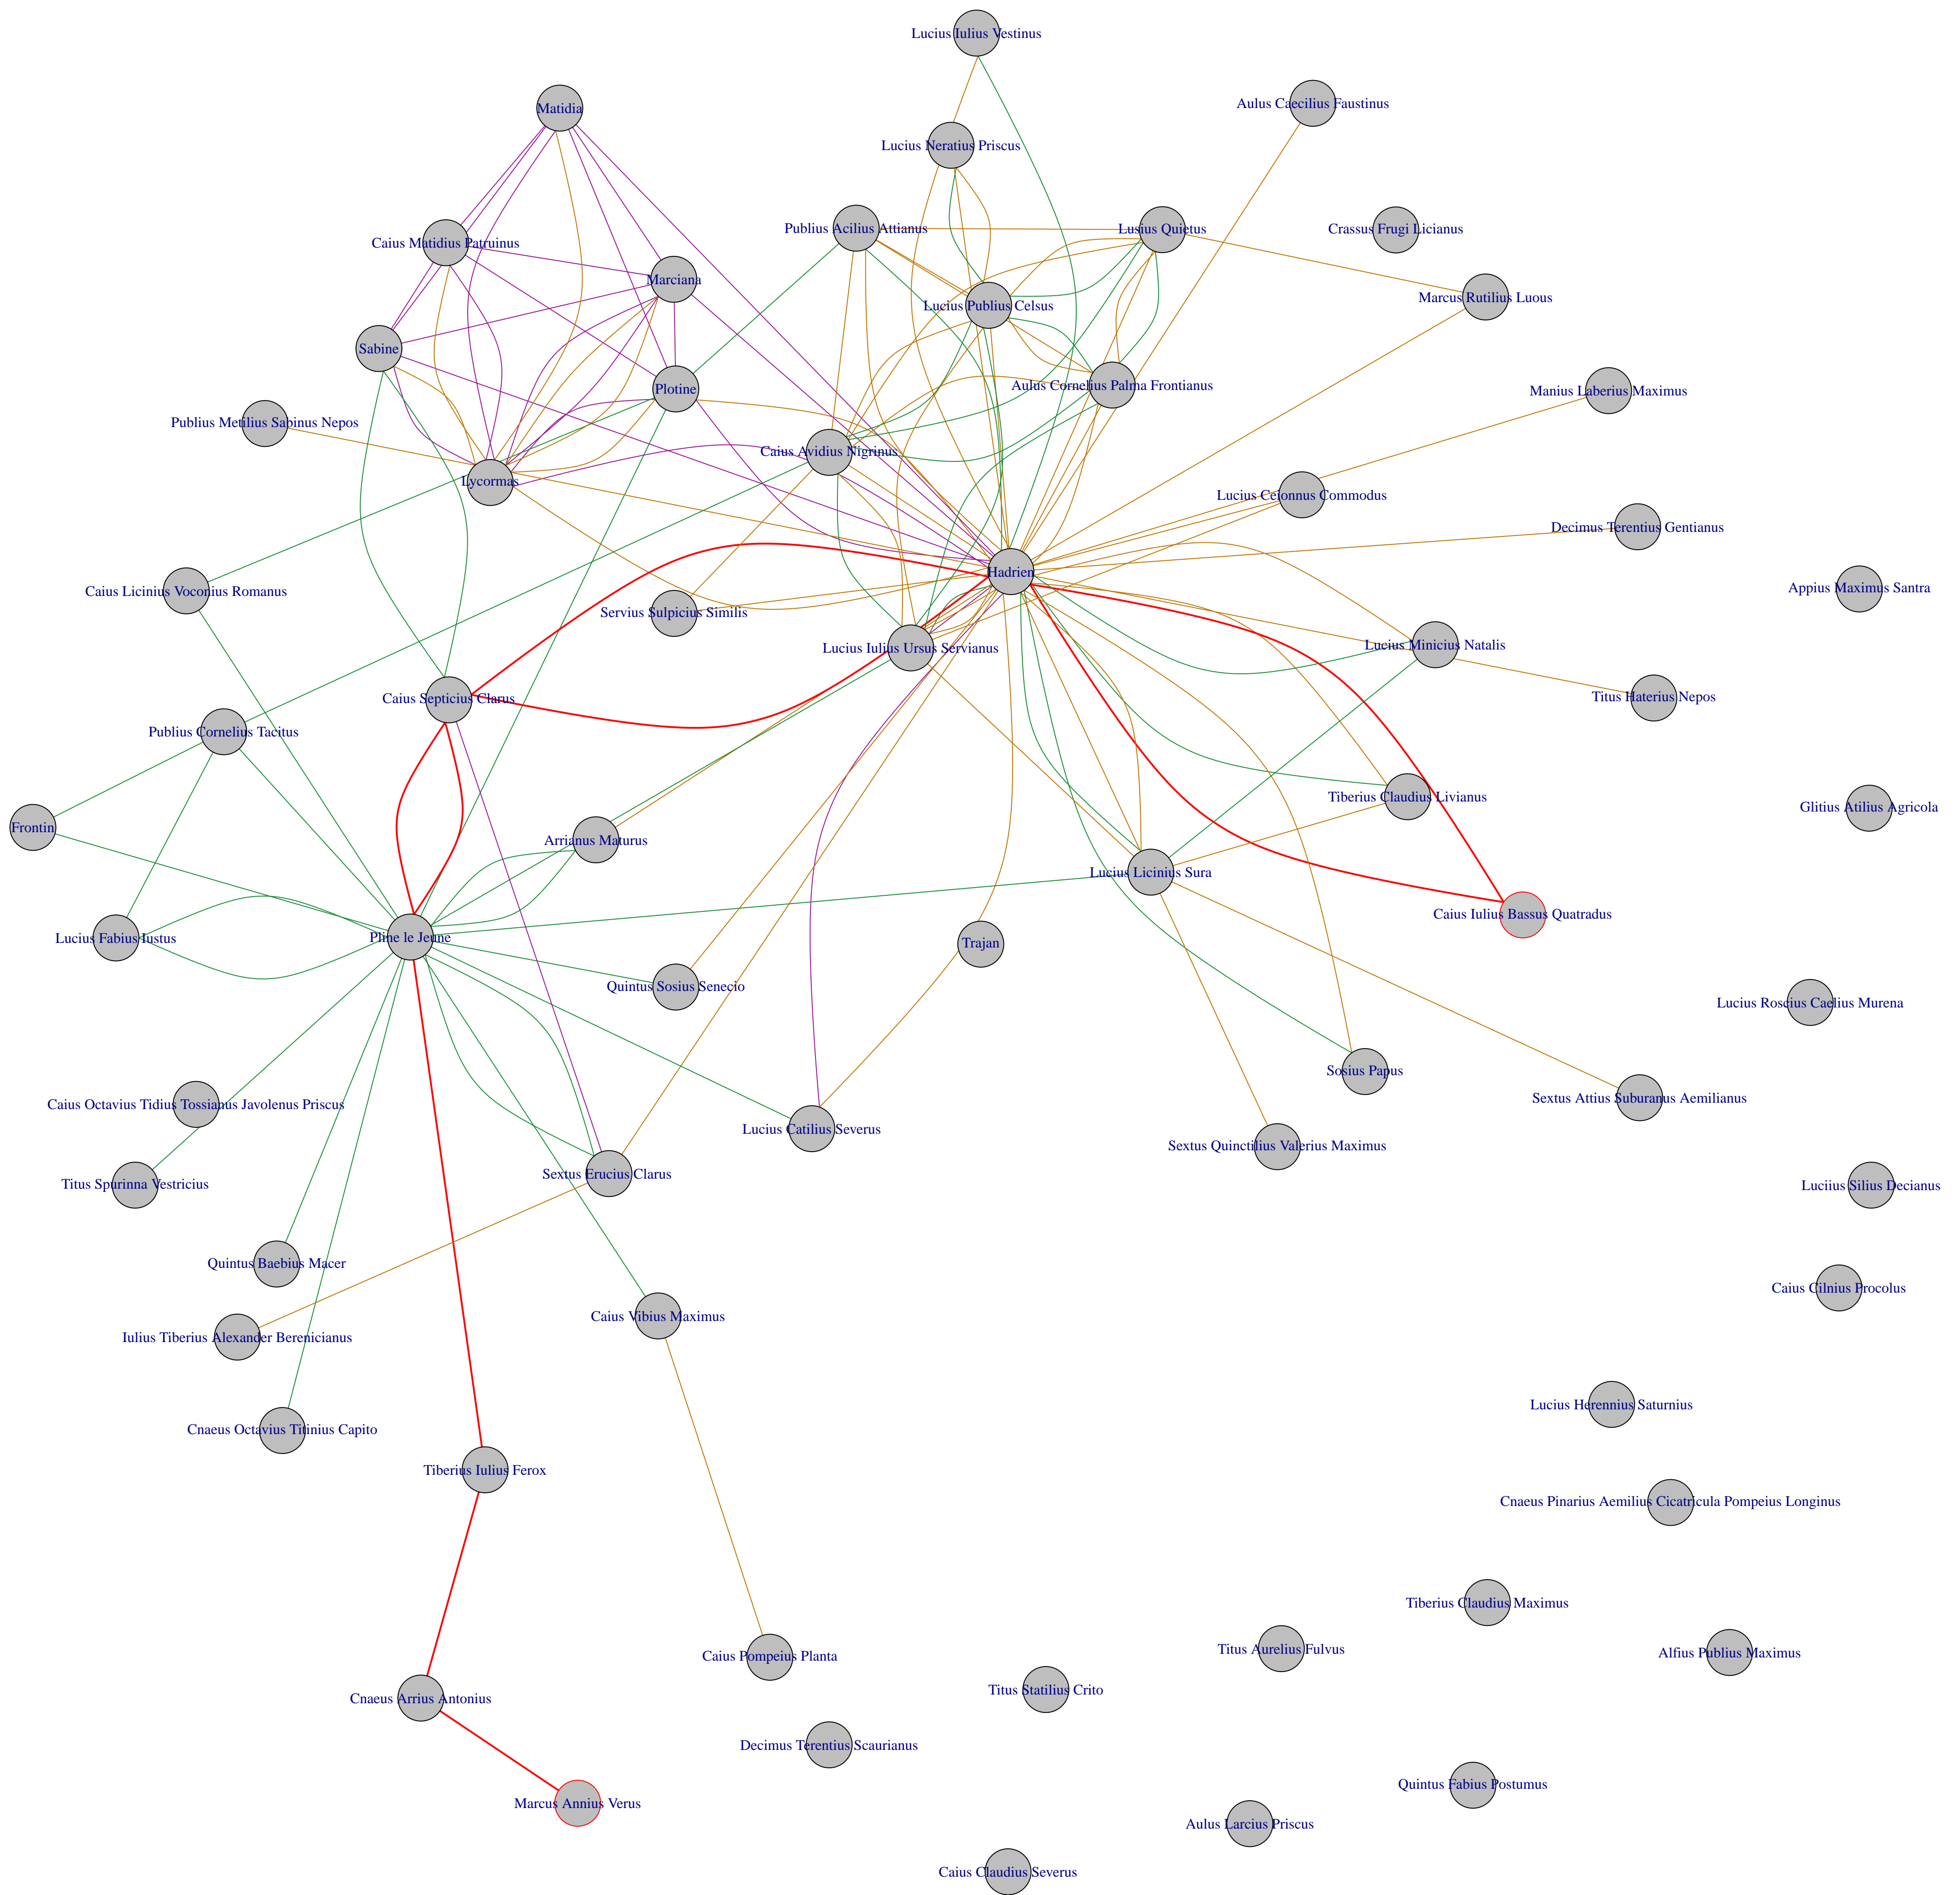 Lucius Iulius Vestinus
Aulus Caecilius Faustinus
Matidia
Lucius Neratius Priscus
Publius Acilius Attianus
Lusius Quietus
Crassus Frugi Licianus
Caius Matidius Patruinus
Marciana
Marcus Rutilius Luous
Lucius Publius Celsus
Sabine
Plotine
Aulus Cornelius Palma Frontianus
Manius Laberius Maximus
Publius Metilius Sabinus Nepos
Caius Avidius Nigrinus
Lycormas
Lucius Ceionnus Commodus
Decimus Terentius Gentianus
Hadrien
Caius Licinius Voconius Romanus
Appius Maximus Santra
Servius Sulpicius Similis
Lucius Iulius Ursus Servianus
Lucius Minicius Natalis
Caius Septicius Clarus
Titus Haterius Nepos
Publius Cornelius Tacitus
Tiberius Claudius Livianus
Glitius Atilius Agricola
Frontin
Arrianus Maturus
Lucius Licinius Sura
Caius Iulius Bassus Quatradus
Lucius Fabius Iustus
Pline le Jeune
Trajan
Quintus Sosius Senecio
Lucius Roscius Caelius Murena
Sosius Papus
Sextus Attius Suburanus Aemilianus
Caius Octavius Tidius Tossianus Javolenus Priscus
Lucius Catilius Severus
Sextus Quinctilius Valerius Maximus
Sextus Erucius Clarus
Titus Spurinna Vestricius
Luciius Silius Decianus
Quintus Baebius Macer
Caius Cilnius Procolus
Caius Vibius Maximus
Iulius Tiberius Alexander Berenicianus
Lucius Herennius Saturnius
Cnaeus Octavius Titinius Capito
Tiberius Iulius Ferox
Cnaeus Pinarius Aemilius Cicatricula Pompeius Longinus
Tiberius Claudius Maximus
Titus Aurelius Fulvus
Alfius Publius Maximus
Caius Pompeius Planta
Titus Statilius Crito
Cnaeus Arrius Antonius
Decimus Terentius Scaurianus
Quintus Fabius Postumus
Marcus Annius Verus
Aulus Larcius Priscus
Caius Claudius Severus